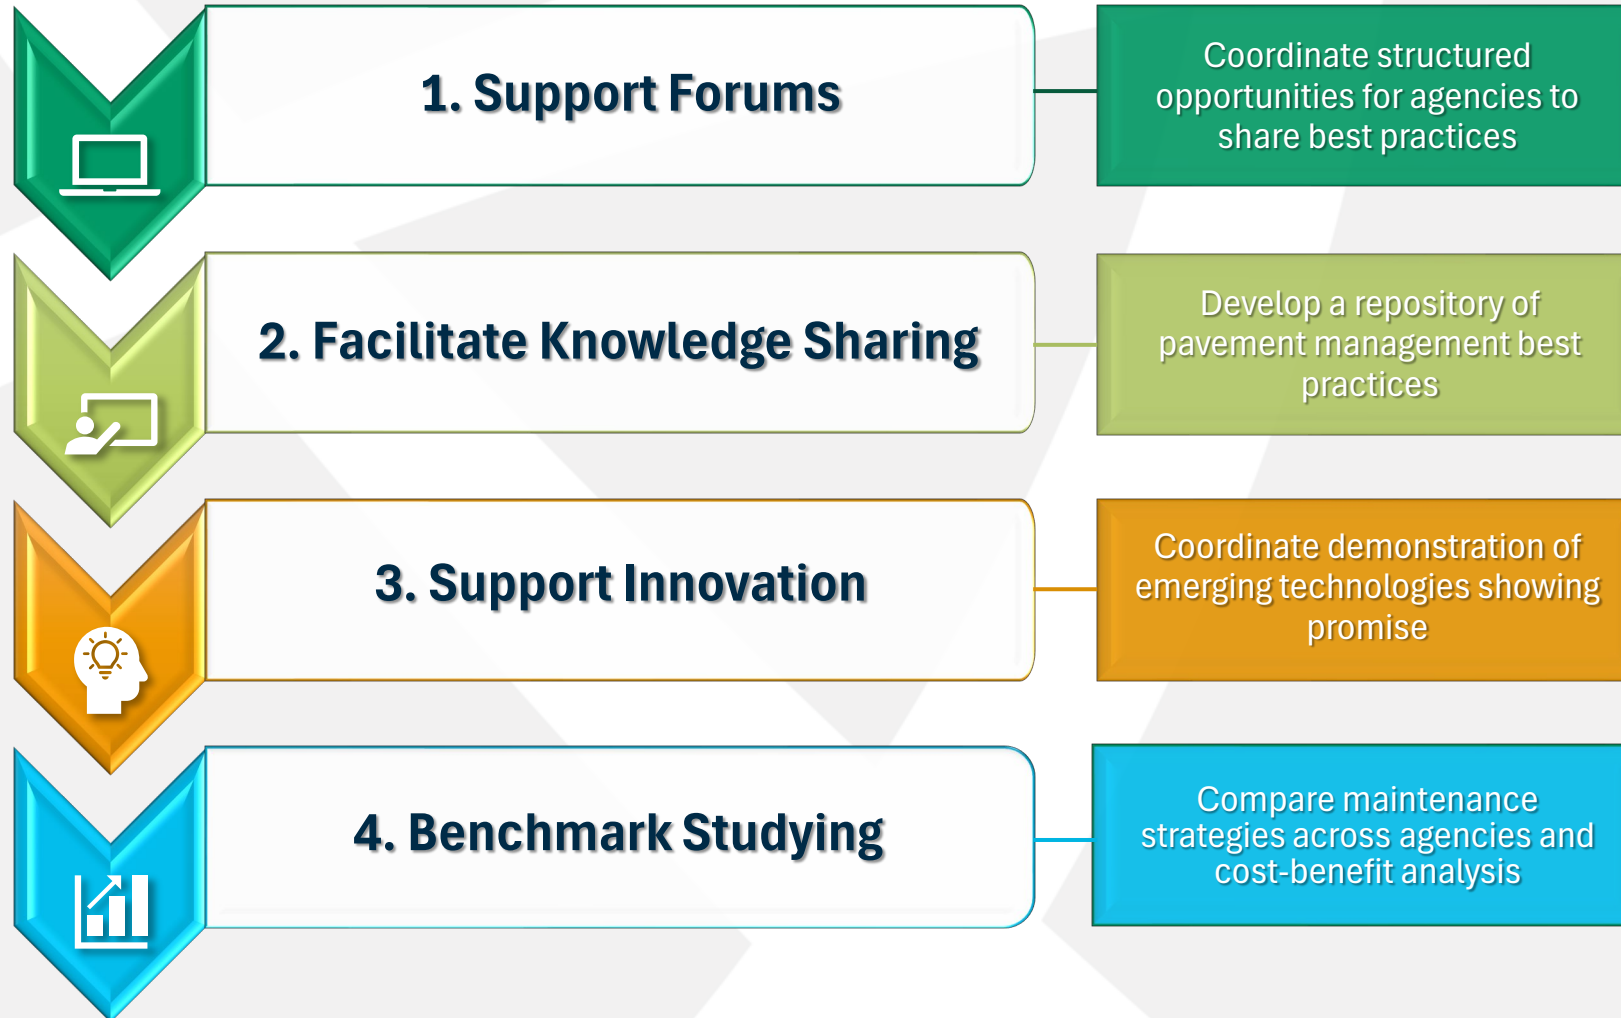 1. Support Forums
Coordinate structured
opportunities for agencies to
share best practices
2. Facilitate Knowledge Sharing
Develop a repository of
pavement management best
practices
3. Support Innovation
Coordinate demonstration of
emerging technologies showing
promise
4. Benchmark Studying
Compare maintenance
strategies across agencies and
cost-benefit analysis